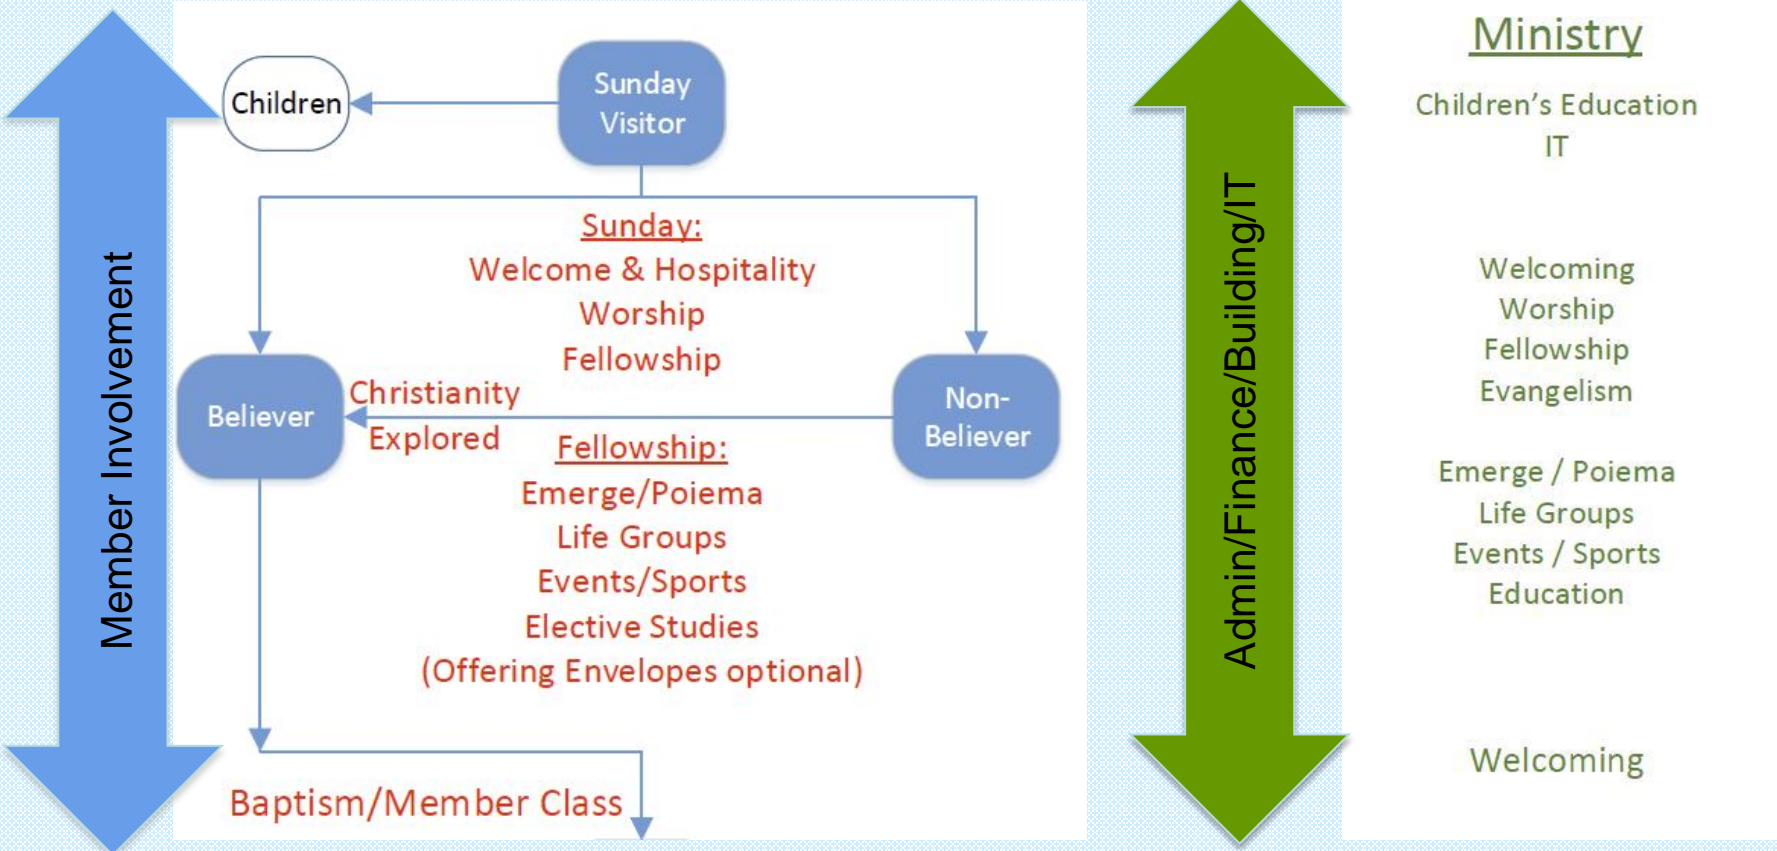 Member Involvement
Children
Sunday
Visitor
Sunday:
Welcome & Hospitality
Worship
Fellowship
Believer
Christianity
Explored
Non-
Believer
Fellowship:
Emerge/Poiema
Life Groups
Events/Sports
Elective Studies
(Offering Envelopes optional)
Baptism/Member Class
Admin/Finance/Building/IT
Ministry
Children’s Education
IT
Welcoming
Worship
Fellowship
Evangelism
Emerge / Poiema
Life Groups
Events / Sports
Education
Welcoming